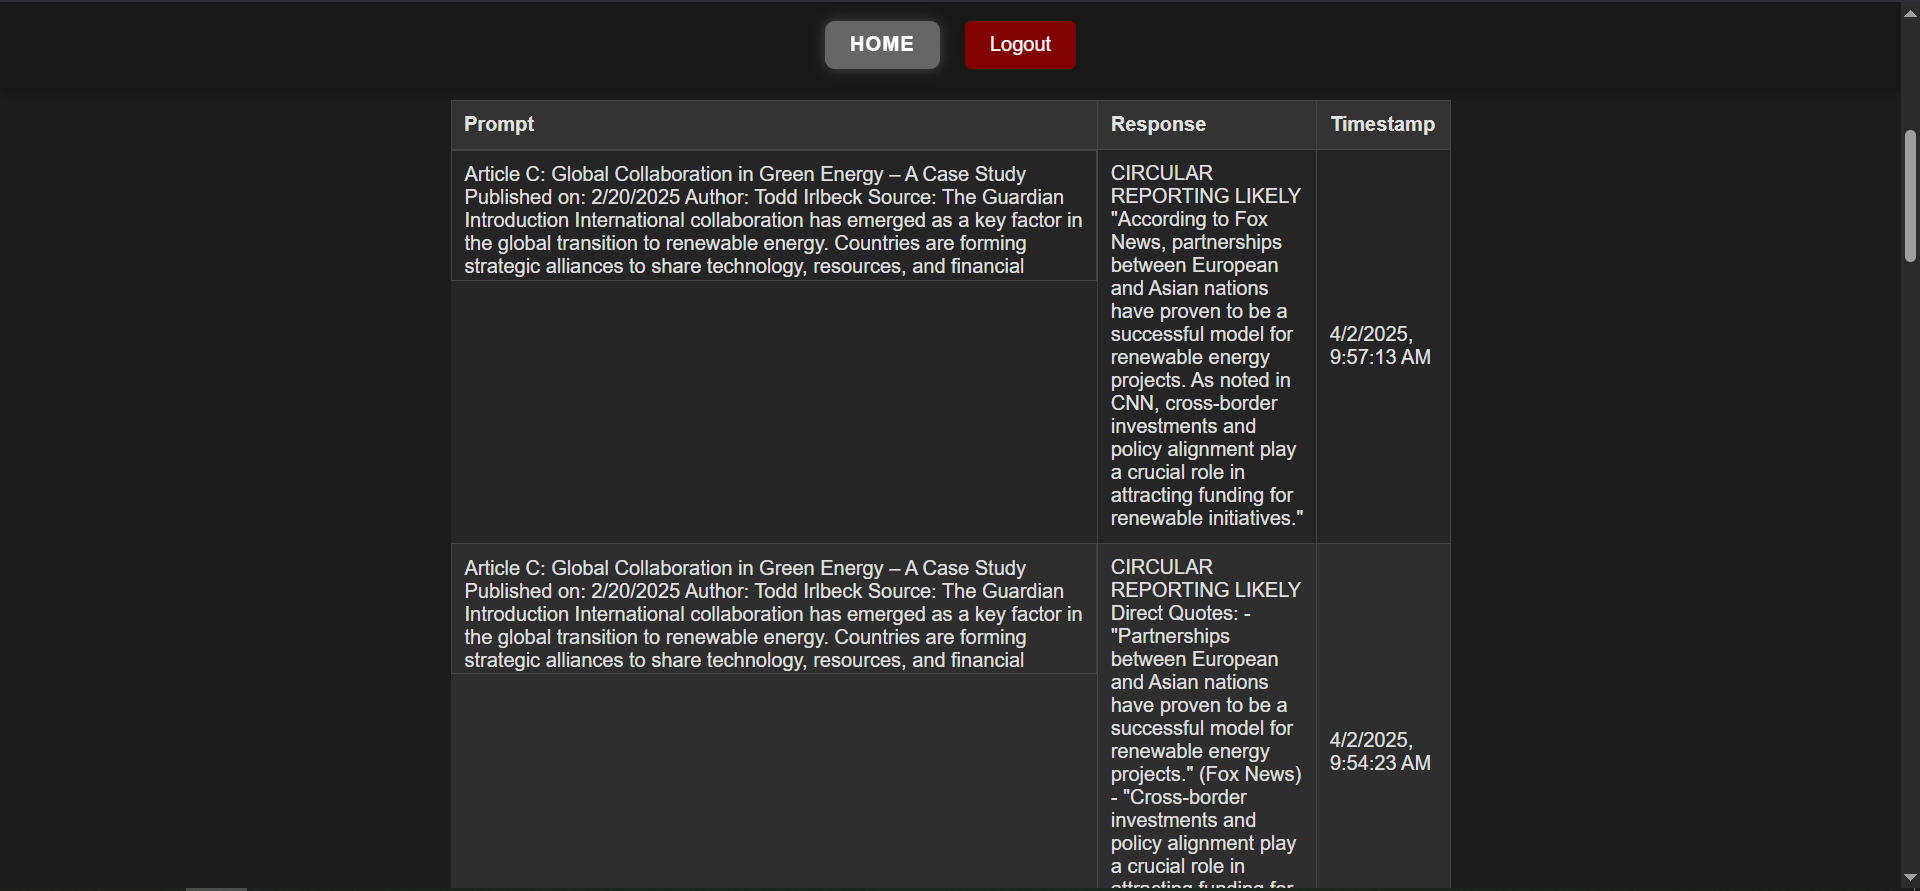 HOME
Logout
Prompt
Response
Timestamp
Article C: Global Collaboration in Green Energy – A Case Study
Published on: 2/20/2025 Author: Todd Irlbeck Source: The Guardian
Introduction International collaboration has emerged as a key factor in
the global transition to renewable energy. Countries are forming
strategic alliances to share technology, resources, and financial
CIRCULAR
REPORTING LIKELY
"According to Fox
News, partnerships
between European
and Asian nations
have proven to be a
successful model for
renewable energy
projects. As noted in
CNN, cross-border
investments and
policy alignment play
a crucial role in
attracting funding for
renewable initiatives."
4/2/2025,
9:57:13 AM
Article C: Global Collaboration in Green Energy – A Case Study
Published on: 2/20/2025 Author: Todd Irlbeck Source: The Guardian
Introduction International collaboration has emerged as a key factor in
the global transition to renewable energy. Countries are forming
strategic alliances to share technology, resources, and financial
CIRCULAR
REPORTING LIKELY
Direct Quotes: -
"Partnerships
between European
and Asian nations
have proven to be a
successful model for
renewable energy
projects." (Fox News)
- "Cross-border
investments and
policy alignment play
a crucial role in
attracting funding for
4/2/2025,
9:54:23 AM